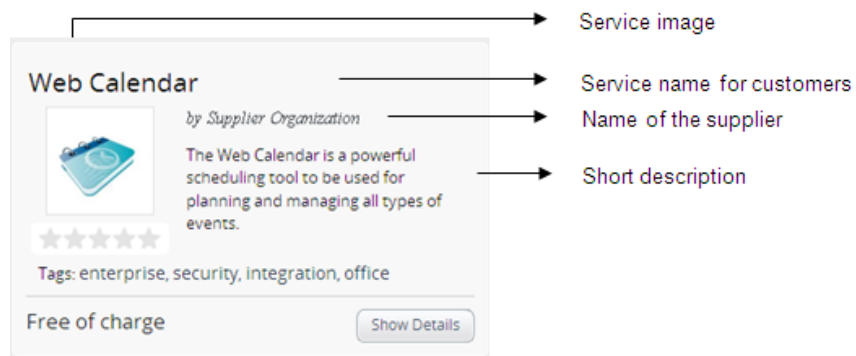 Service image
Web Calendar
Service name for customers
by Supplier Organization
Name of the supplier
The Web Calendar is a powerful
scheduling tool to be used for
planning and managing all types of
events.
Short description
Tags: enterprise, security, integration, office
Free of charge
Show Details